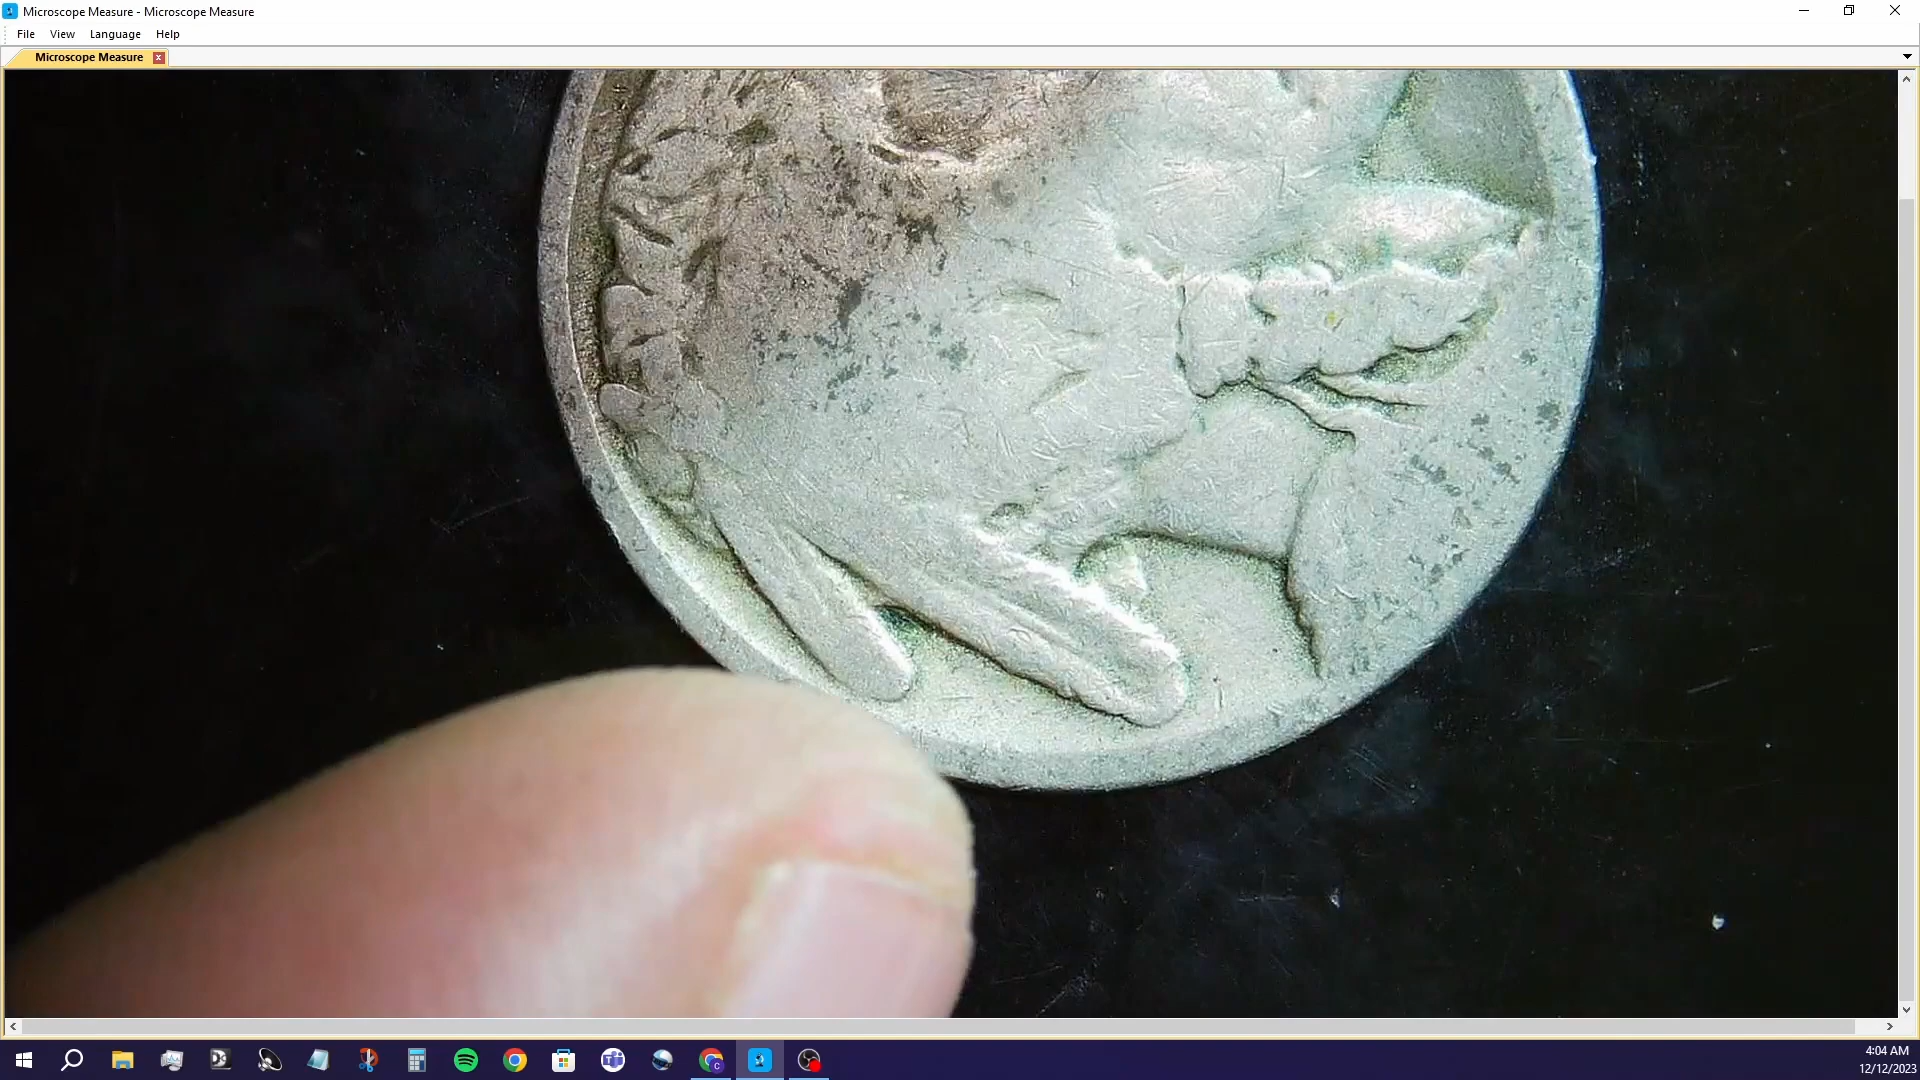 Microscope Measure - Microscope Measure
File View Language Help
Microscope Measure
4:04 AM
12/12/2023